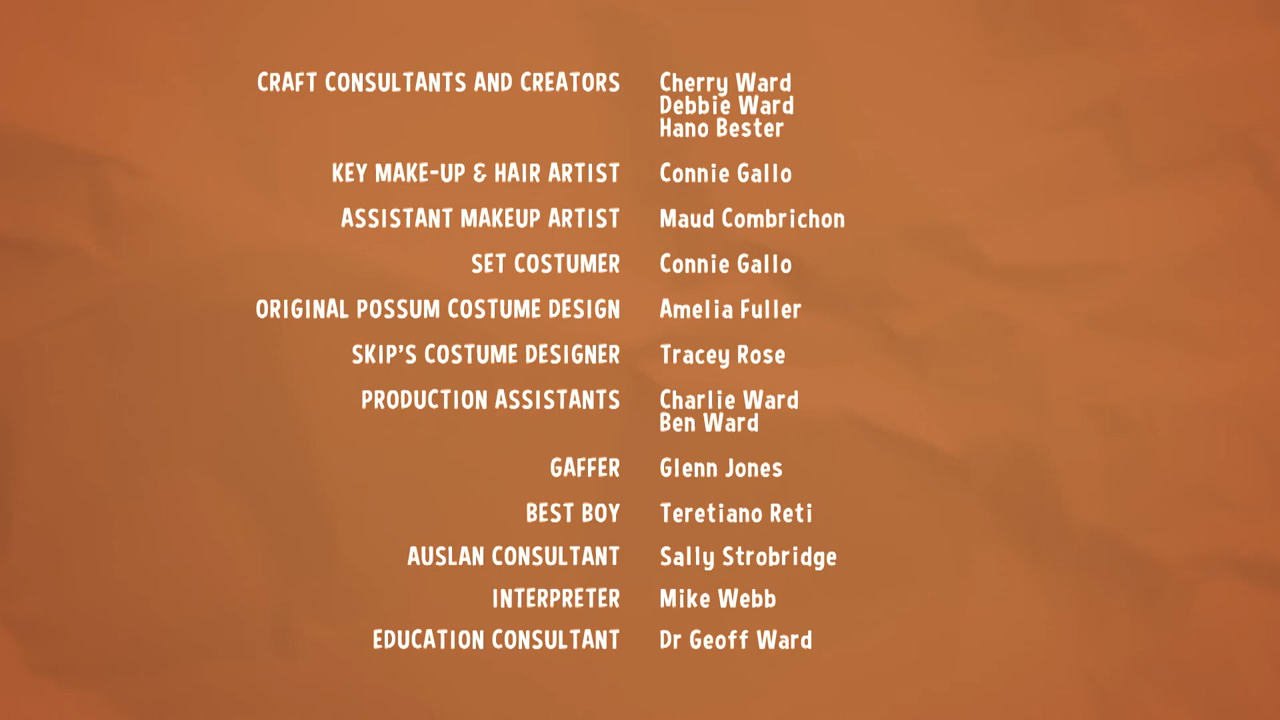 CRAFT CONSULTANTS AND CREATORS Cherry Ward
Debbie Ward
Hano Bester
KEY MAKE-UP & HAIR ARTIST Connie Gallo
ASSISTANT MAKEUP ARTIST Maud Combrichon
SET COSTUMER Connie Gallo
ORIGINAL POSSUM COSTUME DESIGN Amelia Fuller
SKIP'S COSTUME DESIGNER Tracey Rose
PRODUCTION ASSISTANTS Charlie Ward
Ben Ward
GAFFER Glenn Jones
BEST BOY Teretiano Reti
AUSLAN CONSULTANT Sally Strobridge
INTERPRETER Mike Webb
EDUCATION CONSULTANT Dr Geoff Ward